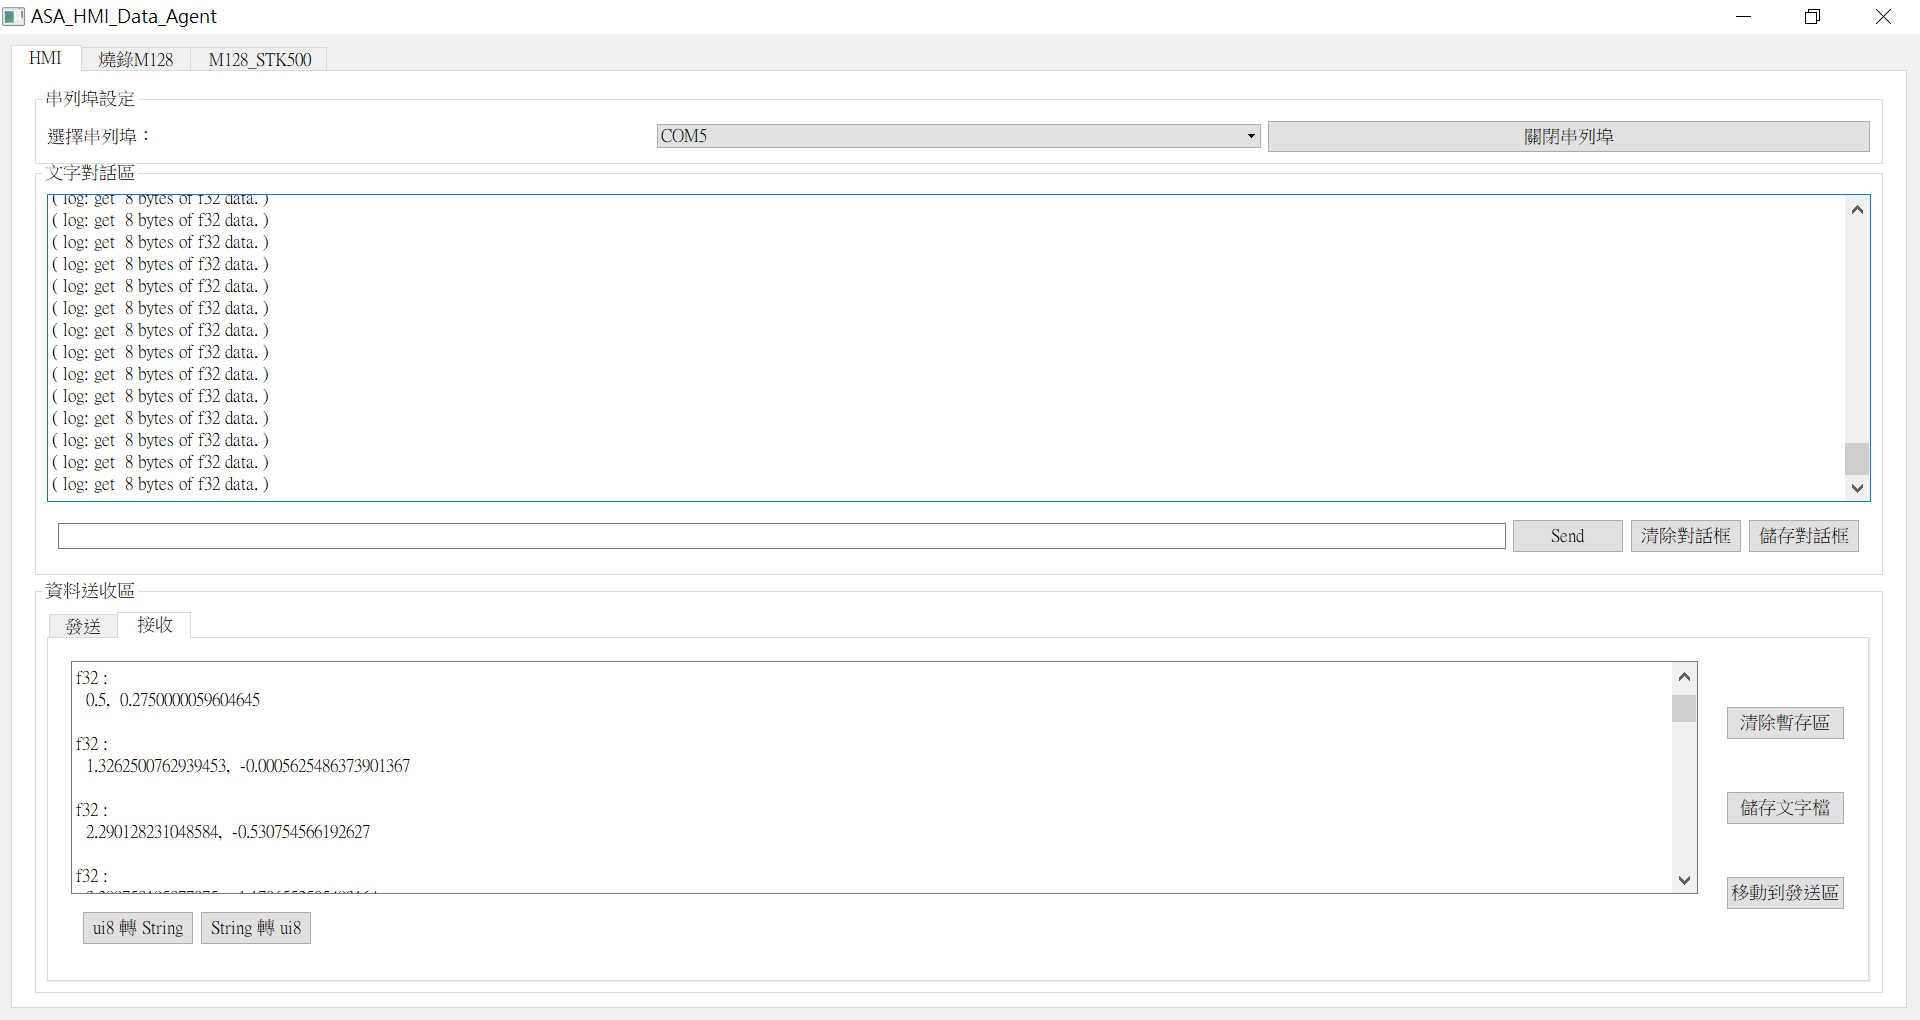 ASA_HMI_Data_Agent
HMI 燒錄M128 M128_STK500
串列埠設定
選擇串列埠： COM5 關閉串列埠
文字對話區
( log: get 8 bytes of f32 data. )
( log: get 8 bytes of f32 data. )
( log: get 8 bytes of f32 data. )
( log: get 8 bytes of f32 data. )
( log: get 8 bytes of f32 data. )
( log: get 8 bytes of f32 data. )
( log: get 8 bytes of f32 data. )
( log: get 8 bytes of f32 data. )
( log: get 8 bytes of f32 data. )
( log: get 8 bytes of f32 data. )
( log: get 8 bytes of f32 data. )
( log: get 8 bytes of f32 data. )
( log: get 8 bytes of f32 data. )
( log: get 8 bytes of f32 data. )
Send 清除對話框 儲存對話框
資料送收區
發送 接收
f32 :
0.5, 0.2750000059604645
f32 :
1.3262500762939453, -0.0005625486373901367
f32 :
2.290128231048584, -0.530754566192627
f32 :
清除暫存區
儲存文字檔
移動到發送區
ui8 轉 String String 轉 ui8